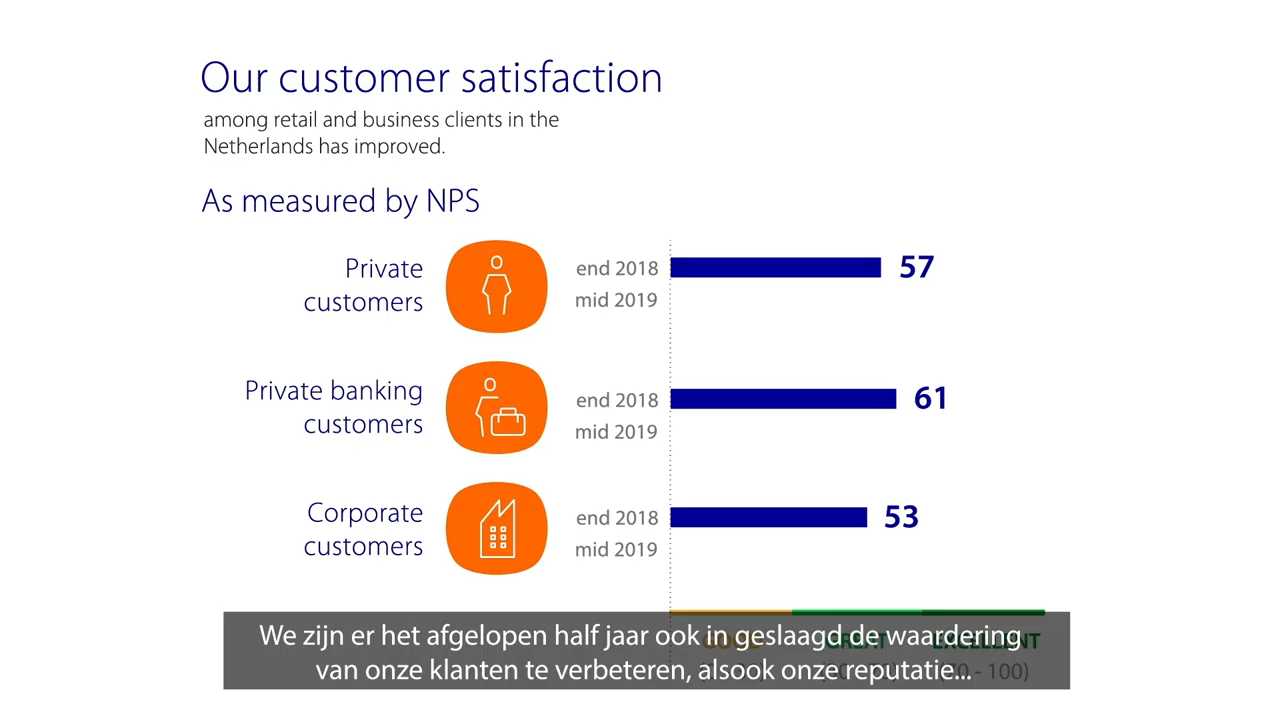 Our customer satisfaction
among retail and business clients in the
Netherlands has improved.
As measured by NPS
Private
customers
end 2018
57
mid 2019
Private banking
customers
end 2018
61
mid 2019
Corporate
customers
end 2018
53
mid 2019
GOOD GREAT EXCELLENT
We zijn er het afgelopen half jaar ook in geslaagd de waardering
van onze klanten te verbeteren, alsook onze reputatie...